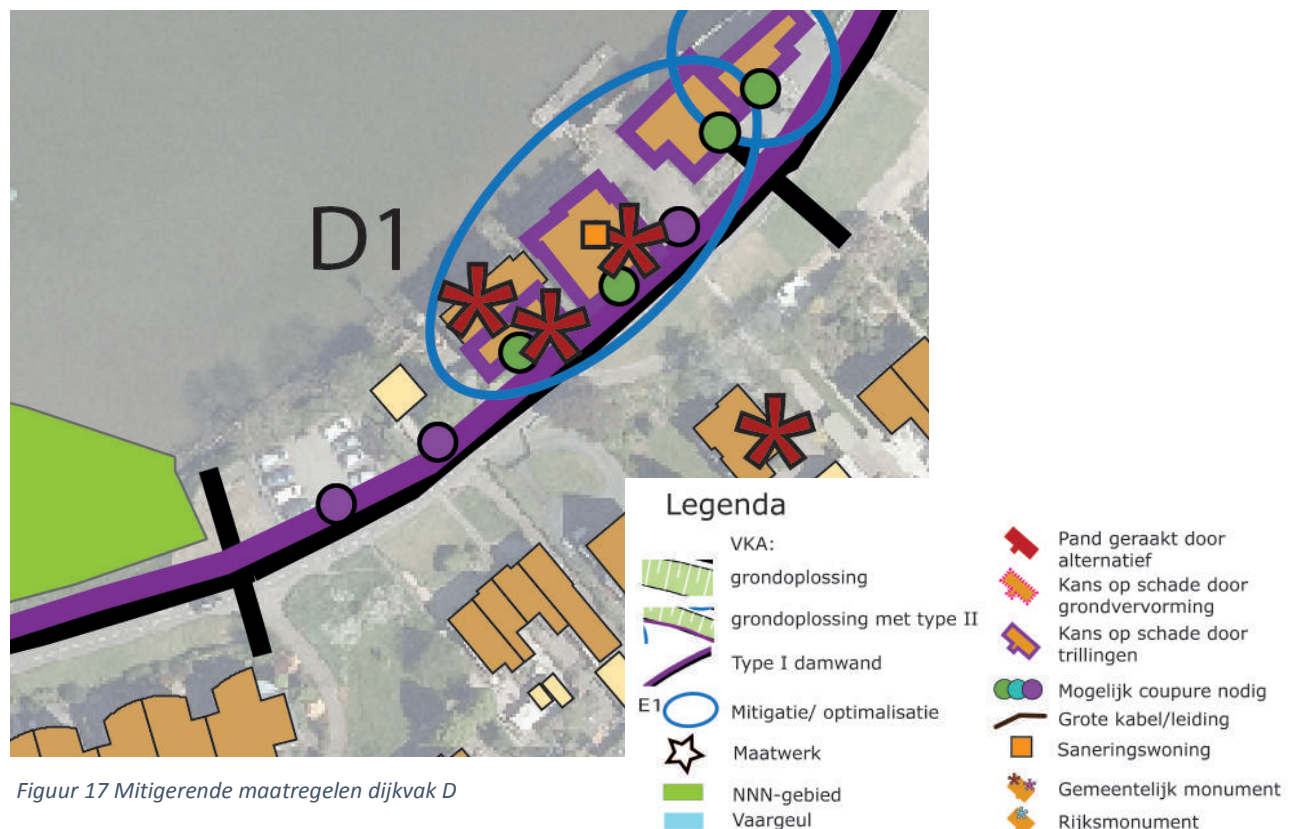 D1
Legenda
VKA:
grondoplossing
grondoplossing met type II
Type I damwand
E1
Mitigatie/ optimalisatie
Maatwerk
NNN-gebied
Vaargeul
Pand geraakt door
alternatief
Kans op schade door
grondvervorming
Kans op schade door
trillingen
Mogelijk coupure nodig
Grote kabel/leiding
Saneringswoning
Gemeentelijk monument
Rijksmonument
Figuur 17 Mitigerende maatregelen dijkvak D